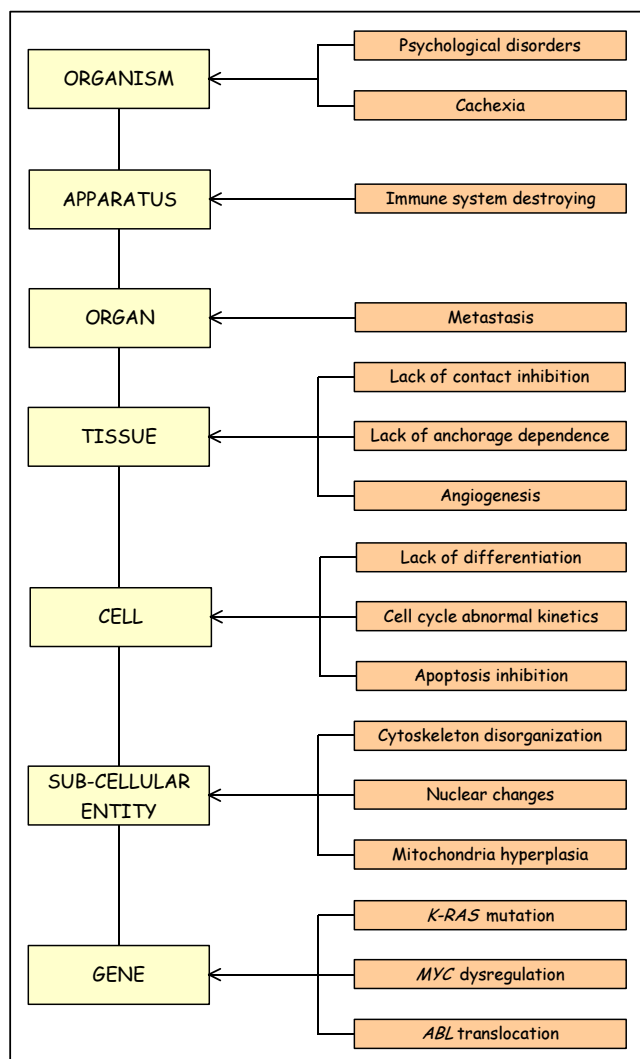 Psychological disorders
ORGANISM
Cachexia
APPARATUS
Immune system destroying
ORGAN
Metastasis
Lack of contact inhibition
TISSUE
Lack of anchorage dependence
Angiogenesis
Lack of differentiation
CELL
Cell cycle abnormal kinetics
Apoptosis inhibition
Cytoskeleton disorganization
SUB-CELLULAR
ENTITY
Nuclear changes
Mitochondria hyperplasia
K-RAS mutation
GENE
MYC dysregulation
ABL translocation